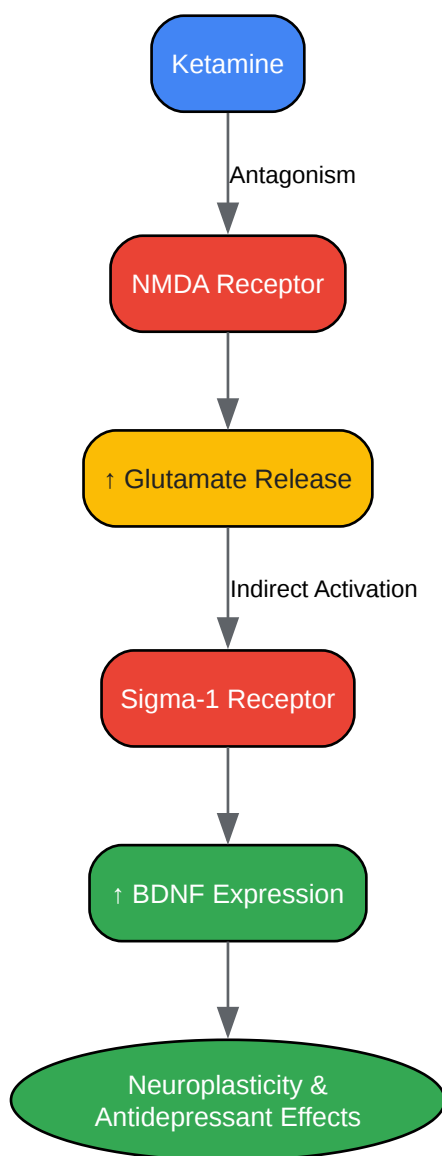 Ketamine
Antagonism
NMDA Receptor
↑ Glutamate Release
Indirect Activation
Sigma-1 Receptor
↑ BDNF Expression
Neuroplasticity &
Antidepressant Effects